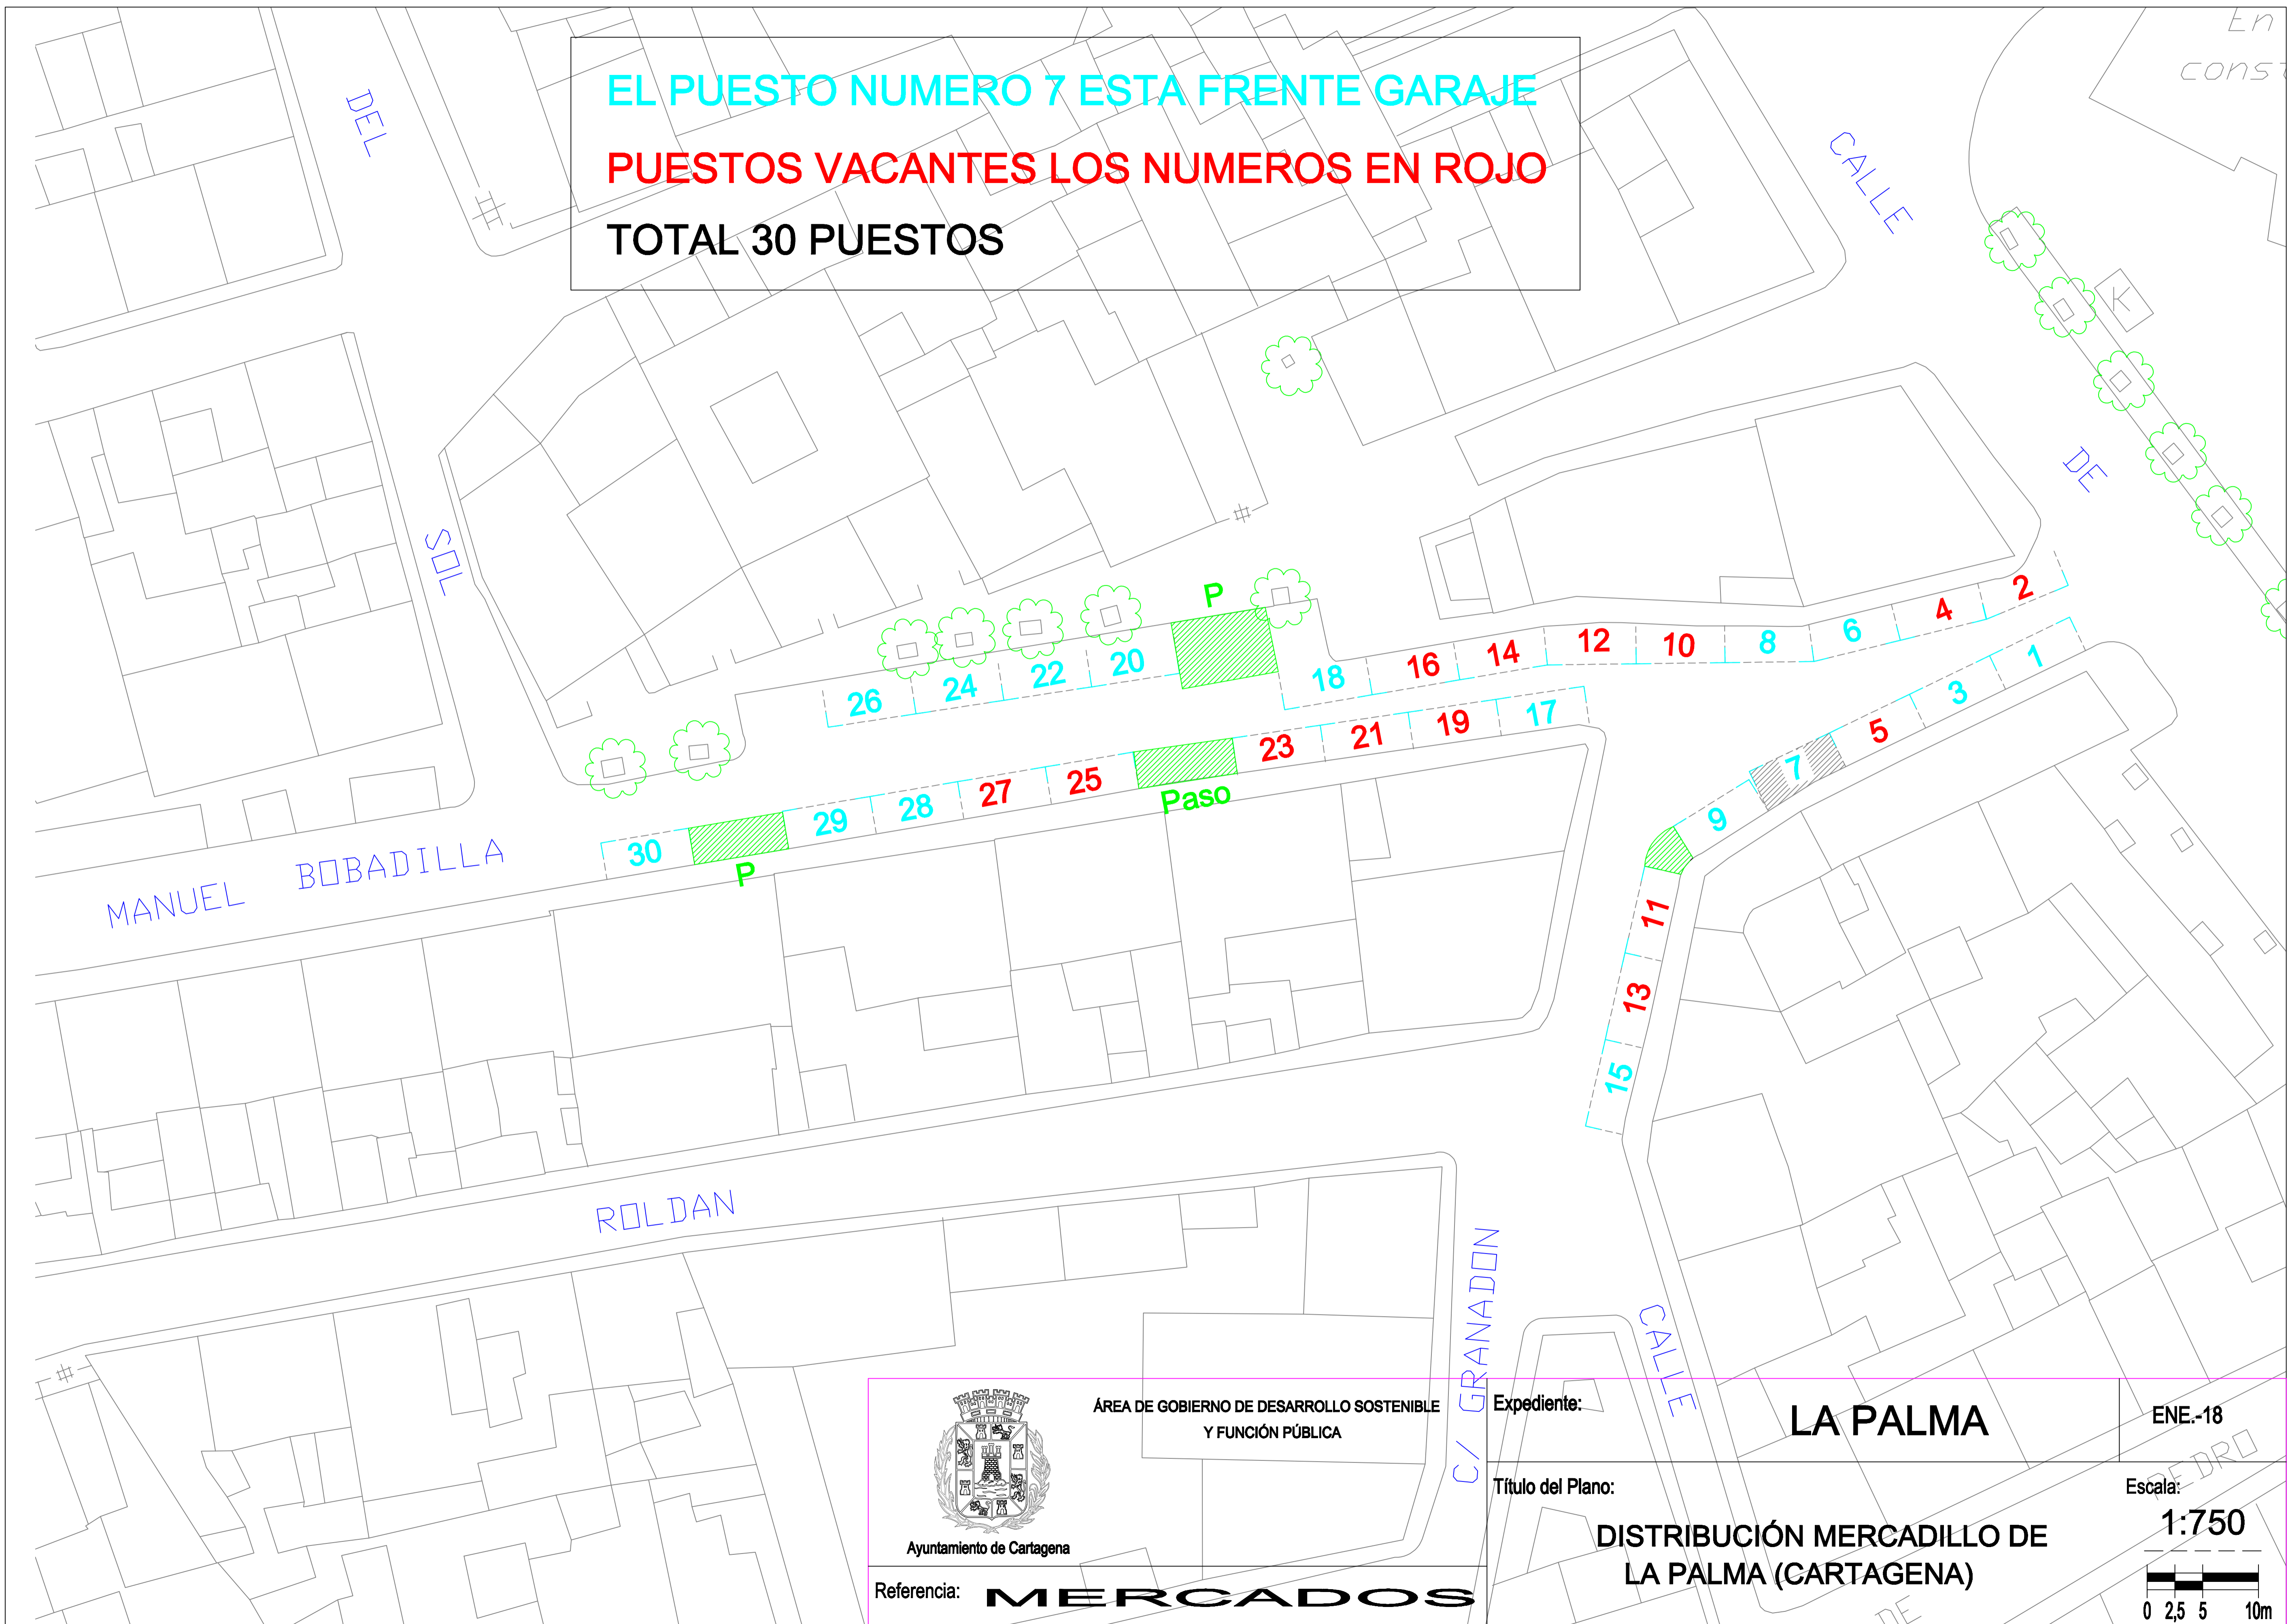 EL PUESTO NUMERO 7 ESTA FRENTE GARAJE
PUESTOS VACANTES LOS NUMEROS EN ROJO
TOTAL 30 PUESTOS
En
const
DEL
CALLE
K
DE
SOL
P
2
4
6
8
10
12
14
16
18
20
22
24
26
1
3
5
7
9
17
19
21
23
Paso
25
27
28
29
P
30
11
13
15
MANUEL BOBADILLA
ROLDAN
C/ GRANADON
CALLE
PEDRO
DE
ÁREA DE GOBIERNO DE DESARROLLO SOSTENIBLE
Y FUNCIÓN PÚBLICA
Ayuntamiento de Cartagena
Referencia: MERCADOS
Expediente:
LA PALMA
ENE.-18
Título del Plano:
DISTRIBUCIÓN MERCADILLO DE
LA PALMA (CARTAGENA)
Escala:
1:750
0 2,5 5 10m